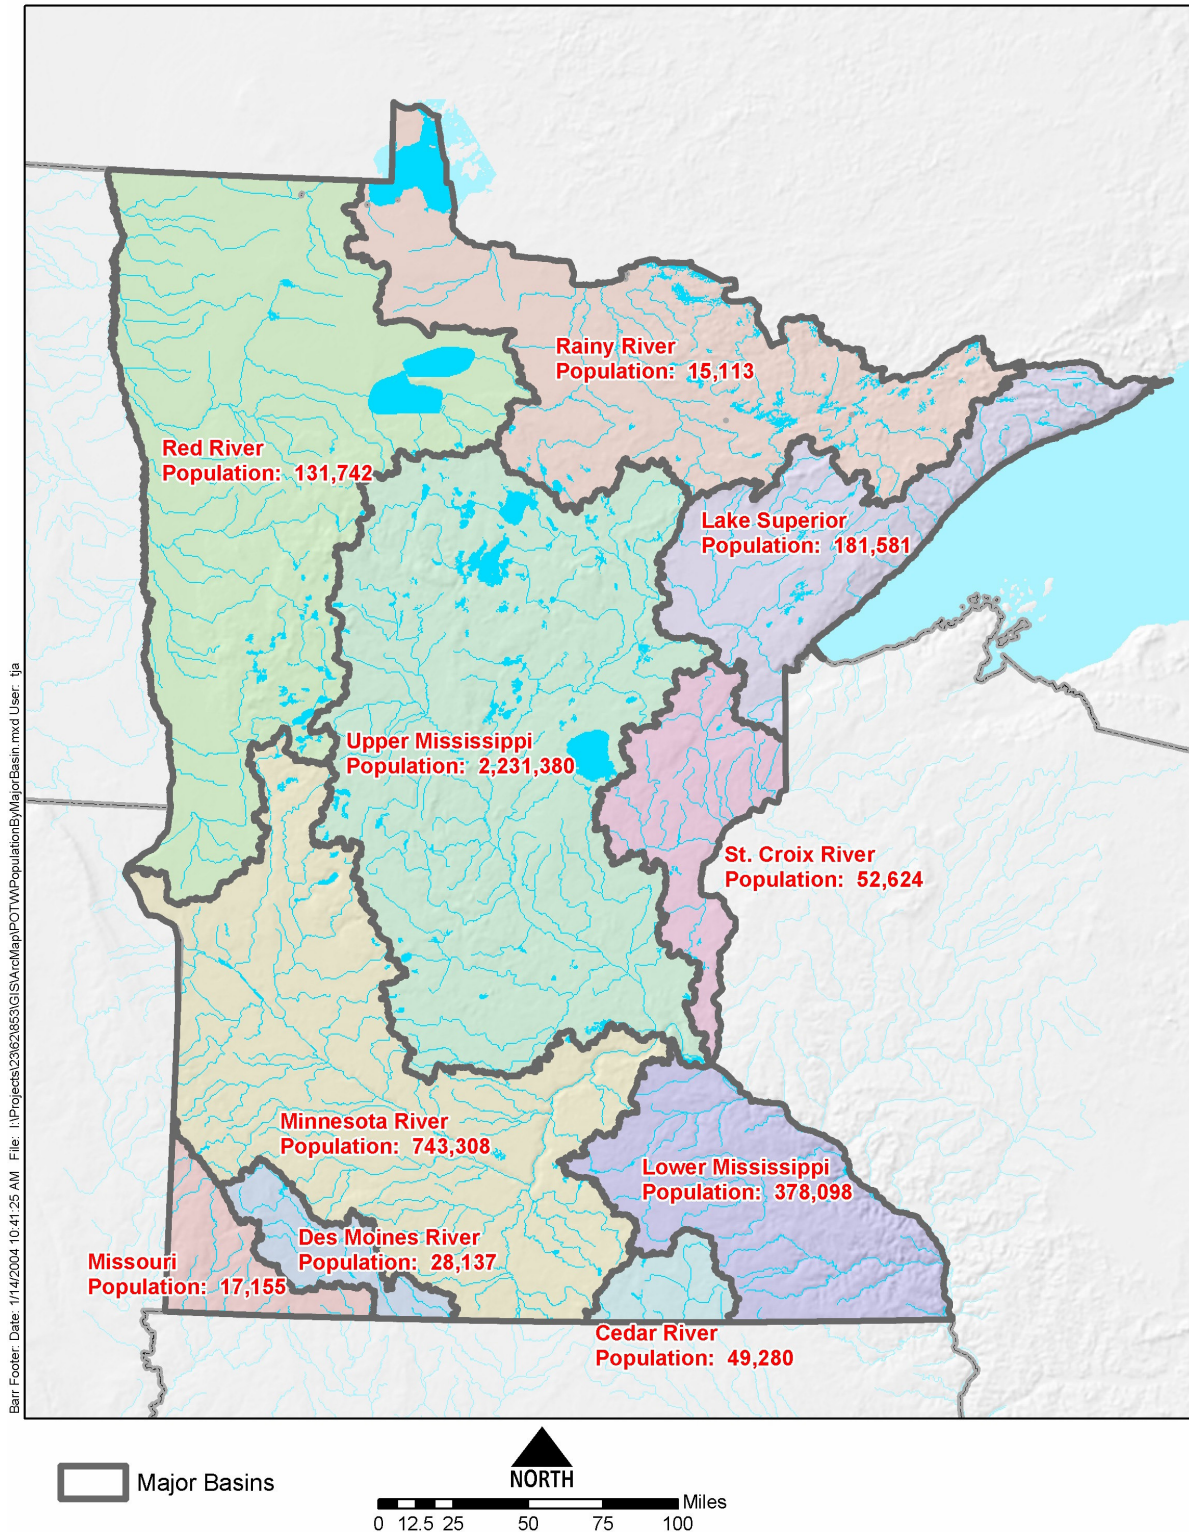 Rainy River
Population: 15,113
Red River
Population: 131,742
Lake Superior
Population: 181,581
Upper Mississippi
Population: 2,231,380
St. Croix River
Population: 52,624
Minnesota River
Population: 743,308
Lower Mississippi
Population: 378,098
Des Moines River
Population: 28,137
Missouri
Population: 17,155
Cedar River
Population: 49,280
Barr Footer: Date: 1/14/2004 10:41:25 AM File: I:\Projects\23\62\853\GIS\ArcMap\POTW\PopulationByMajorBasin.mxd User: tja
Major Basins
NORTH
Miles
0 12.5 25 50 75 100